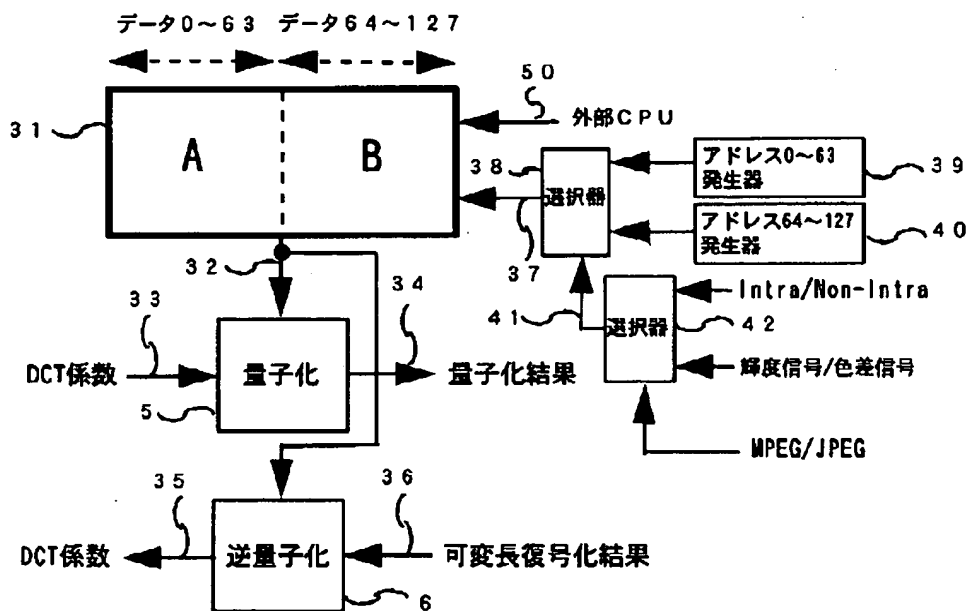 データ0～63 データ64～127
50
外部CPU
31
A
B
38
選択器
アドレス0～63
発生器
39
アドレス64～127
発生器
40
37
32
33
34
41
選択器
42
Intra/Non-Intra
DCT係数
量子化
量子化結果
輝度信号/色差信号
5
MPEG/JPEG
35
36
DCT係数
逆量子化
可変長復号化結果
6